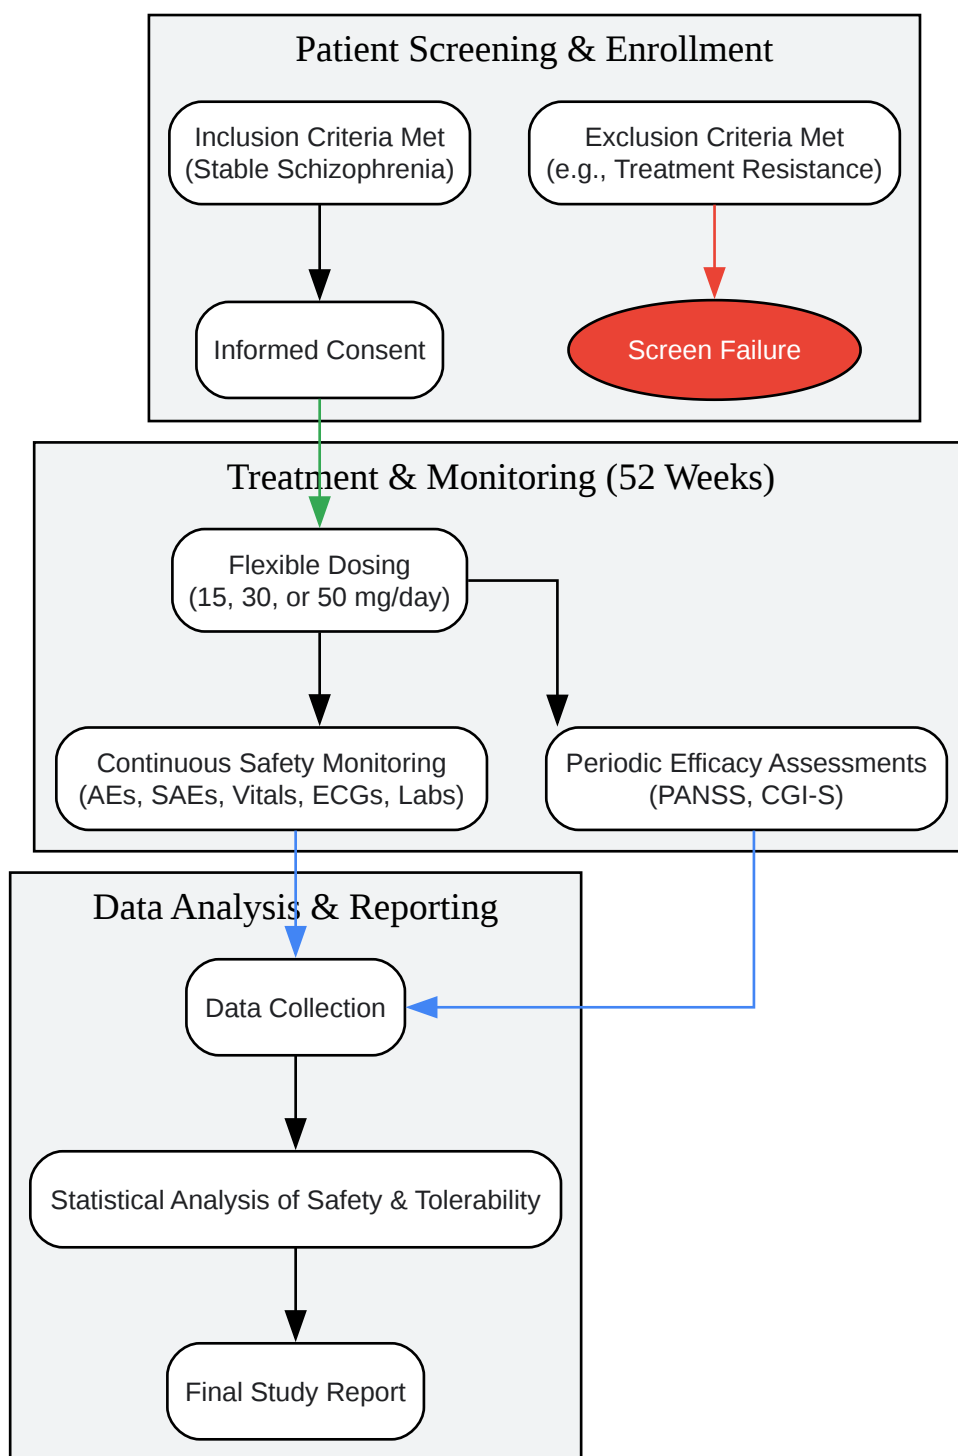 Patient Screening & Enrollment
Inclusion Criteria Met
(Stable Schizophrenia)
Exclusion Criteria Met
(e.g., Treatment Resistance)
Informed Consent
Screen Failure
Treatment & Monitoring (52 Weeks)
Flexible Dosing
(15, 30, or 50 mg/day)
Continuous Safety Monitoring
(AEs, SAEs, Vitals, ECGs, Labs)
Periodic Efficacy Assessments
(PANSS, CGI-S)
Data Analysis & Reporting
Data Collection
Statistical Analysis of Safety & Tolerability
Final Study Report